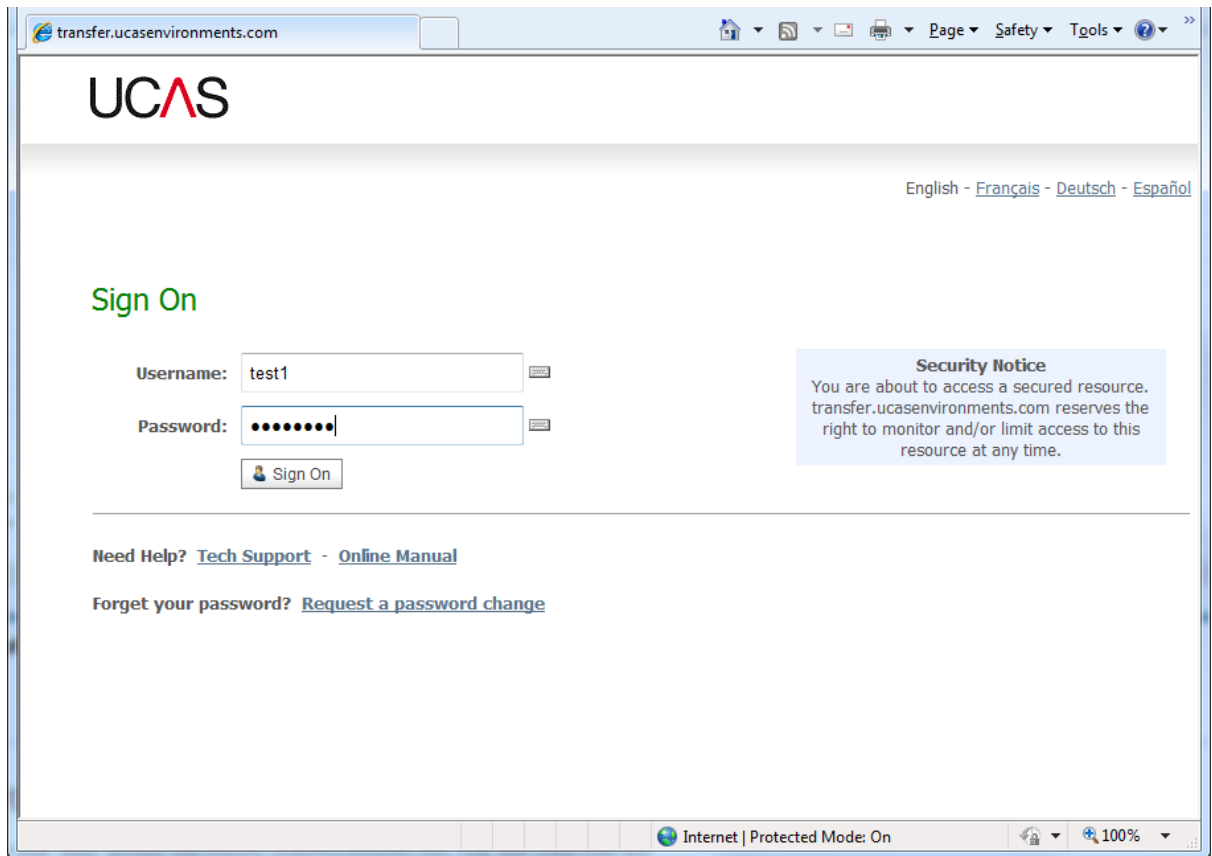 transfer.ucasenvironments.com
Page Safety Tools
UCAS
English - Français - Deutsch - Español
Sign On
Username: test1
Password: ●●●●●●●●
Sign On
Security Notice
You are about to access a secured resource.
transfer.ucasenvironments.com reserves the
right to monitor and/or limit access to this
resource at any time.
Need Help? Tech Support - Online Manual
Forget your password? Request a password change
Internet | Protected Mode: On
100%